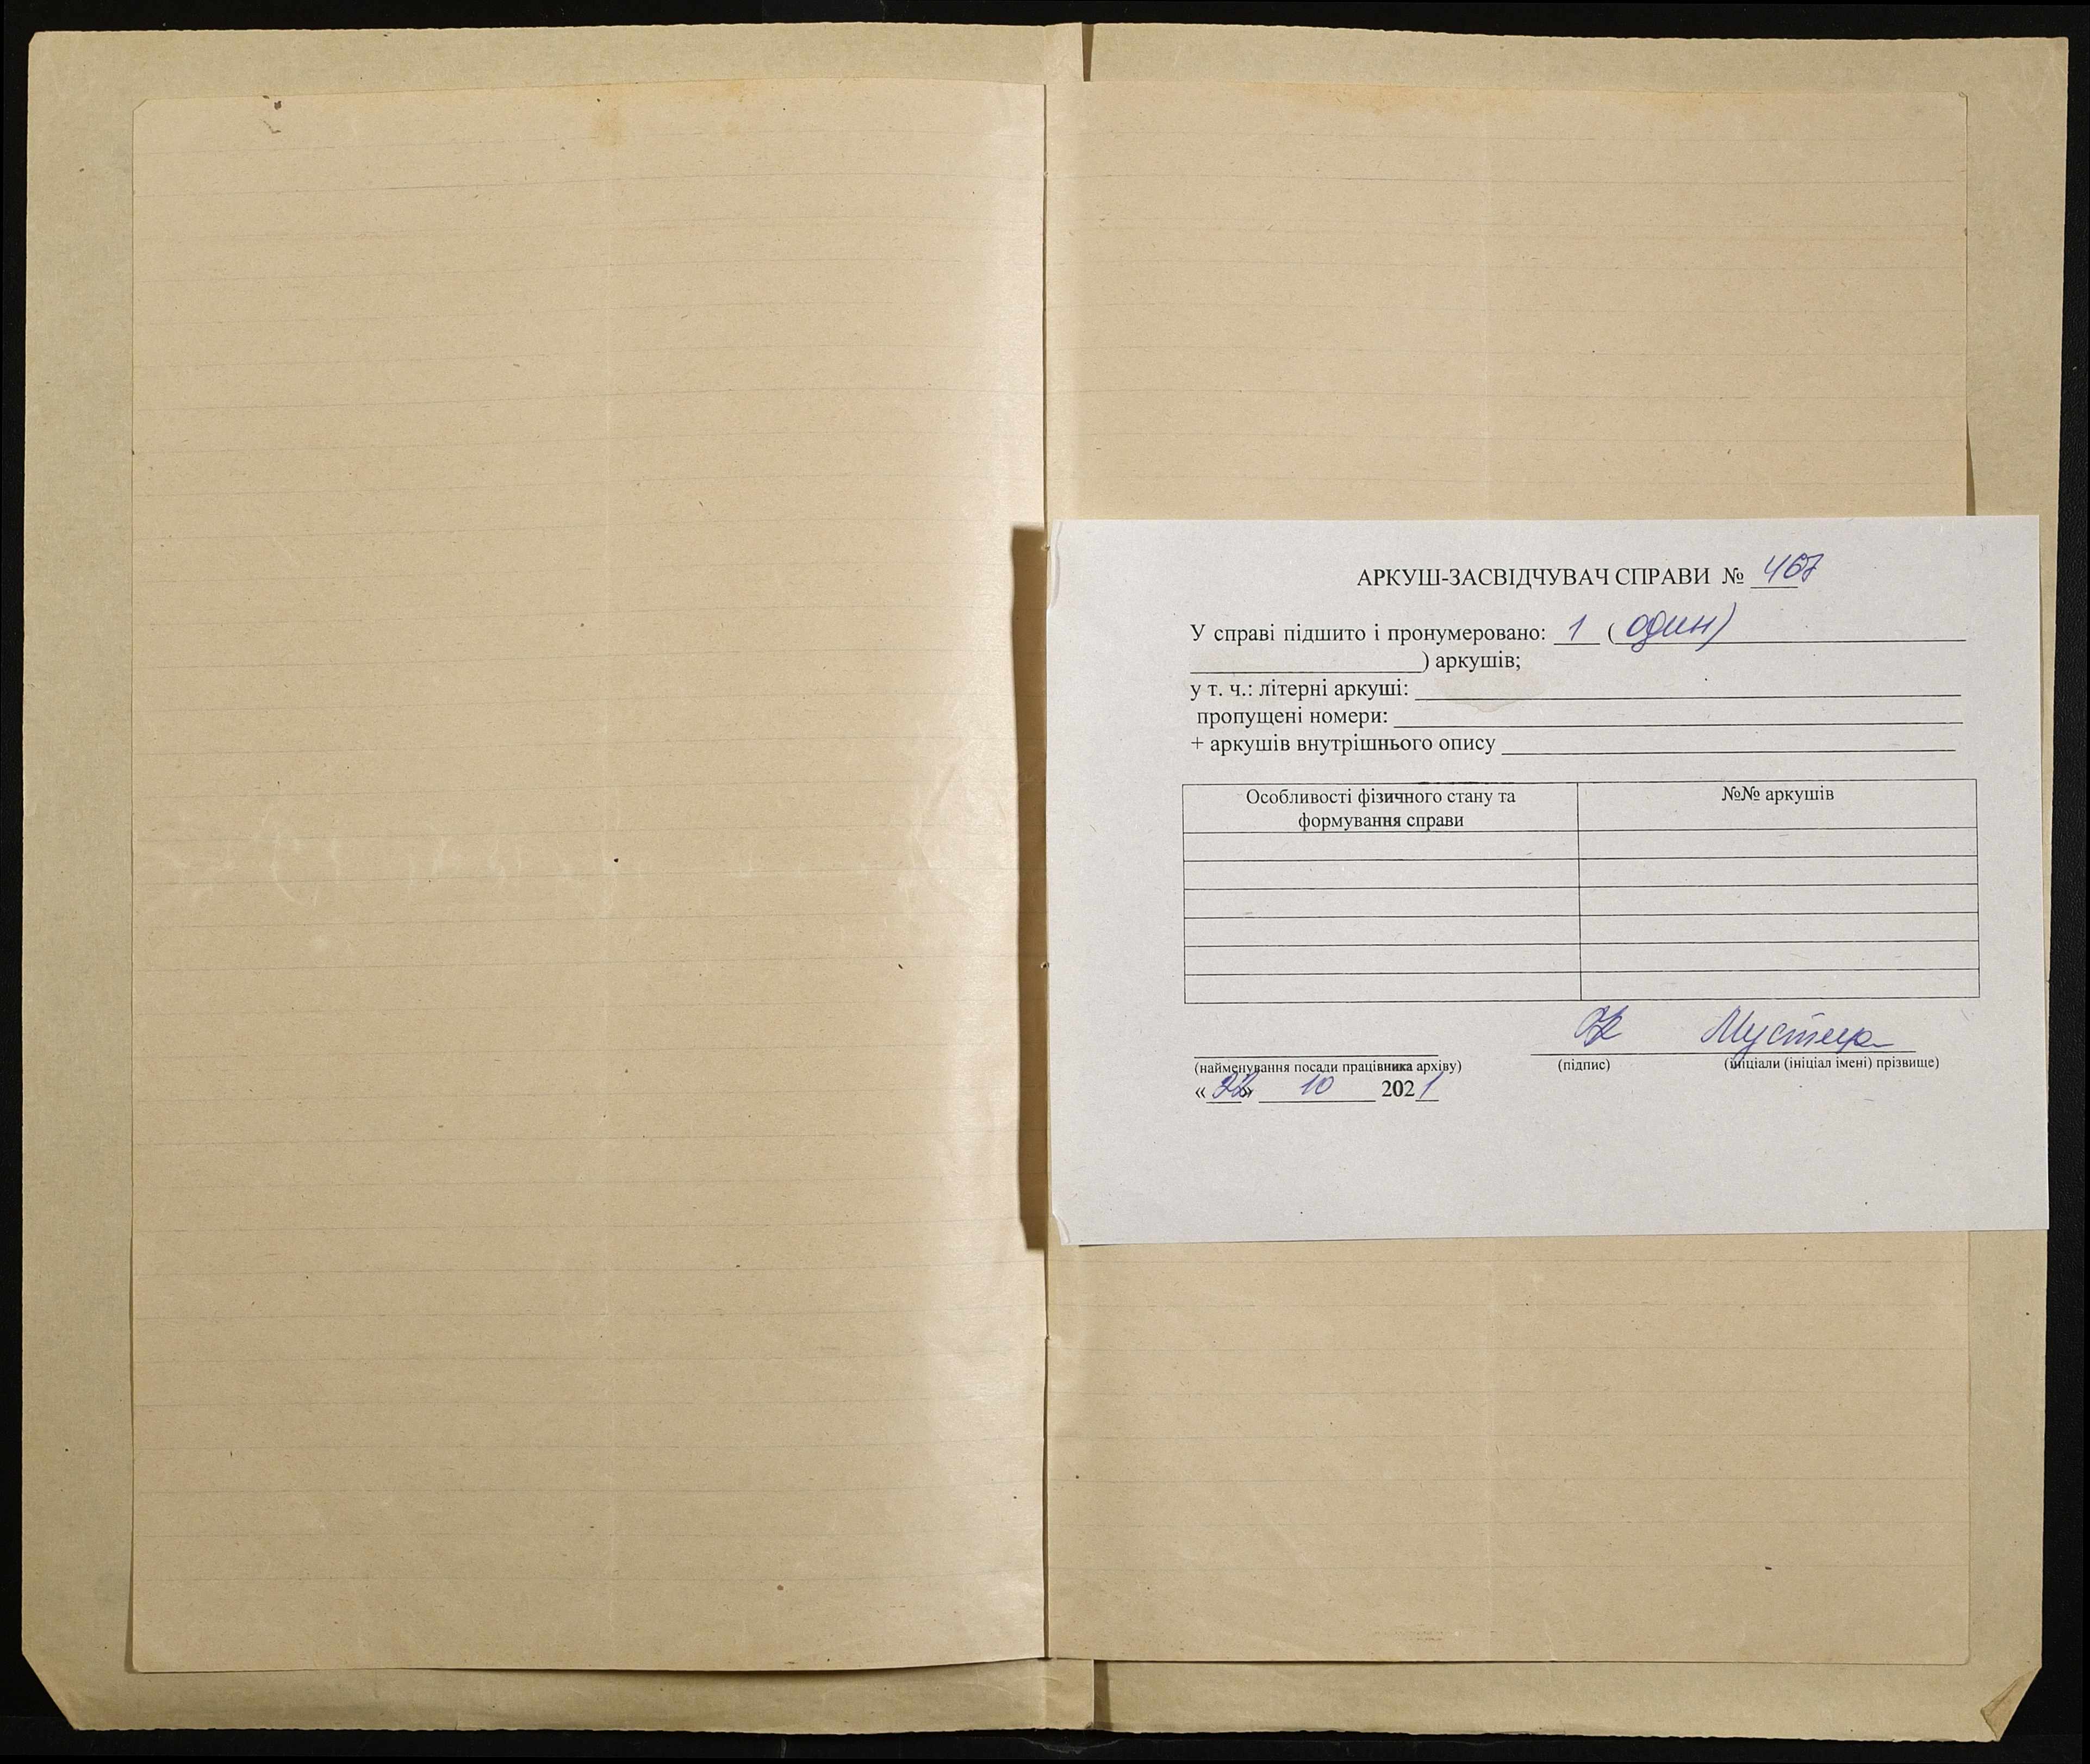 АРКУШ-ЗАСВІДЧУВАЧ СПРАВИ № 467
У справі підшито і пронумеровано: 1 ( один)
) аркушів;
у т. ч.: літерні аркуші:
пропущені номери:
+ аркушів внутрішнього опису
Особливості фізичного стану та формування справи
№№ аркушів
(найменування посади працівника архіву)
(підпис)
(ініціали (ініціал імені) прізвище)
«22» 10 2021